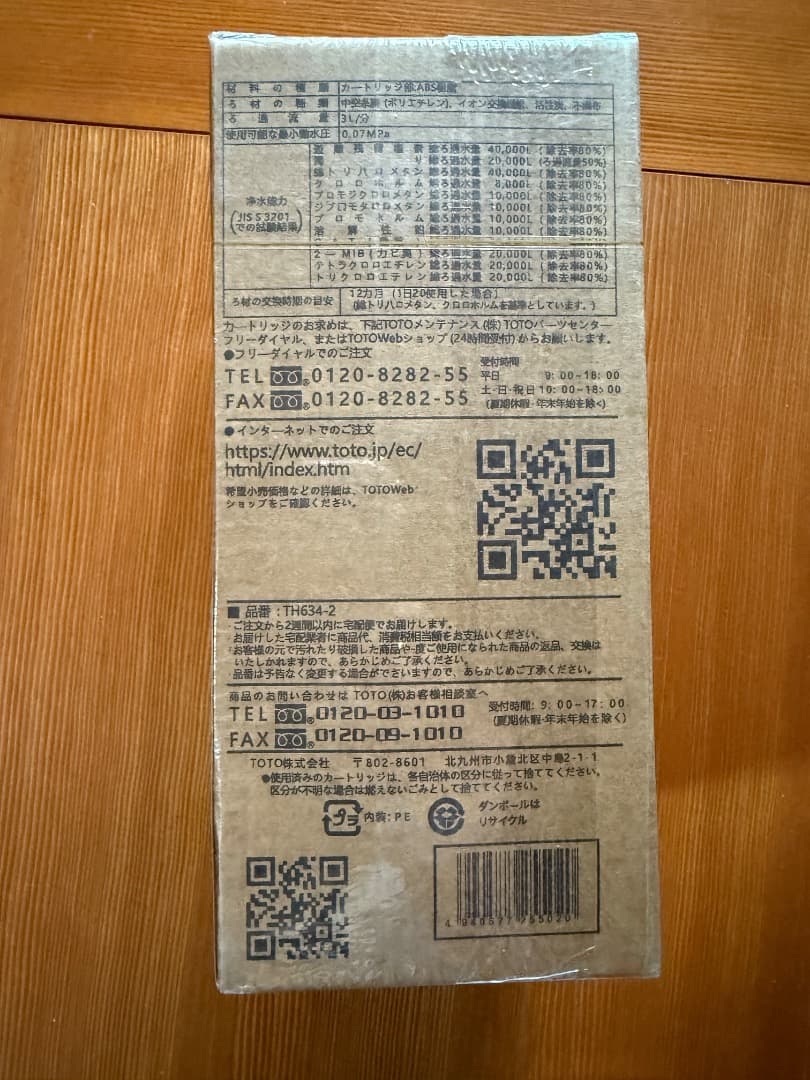 材料の種類 カートリッジ部:ABS樹脂
ろ材の種類 中空糸膜(ポリエチレン)、イオン交換繊維、活性炭、不織布
ろ過流量 3L/分
使用可能な最小動水圧 0.07MPa
浄水能力
(JIS S 3201
での試験結果)
遊離残留塩素 総ろ過水量 40,000L (除去率80%)
濁り 総ろ過水量 20,000L (ろ過流量50%)
総トリハロメタン 総ろ過水量 40,000L (除去率80%)
クロロホルム 総ろ過水量 8,000L (除去率80%)
ブロモジクロロメタン 総ろ過水量 10,000L (除去率80%)
ジブロモクロロメタン 総ろ過水量 10,000L (除去率80%)
ブロモホルム 総ろ過水量 10,000L (除去率80%)
溶解性鉛 総ろ過水量 10,000L (除去率80%)
2-MIB(カビ臭) 総ろ過水量 20,000L (除去率80%)
テトラクロロエチレン 総ろ過水量 20,000L (除去率80%)
トリクロロエテレン 総ろ過水量 20,000L (除去率80%)
ろ材の交換時期の目安 12カ月 (1日20使用した場合)
(総トリハロメタン、クロロホルムを基準としています。)
カートリッジのお求めは、下記TOTOメンテナンス(株)TOTOパーツセンター
フリーダイヤル、またはTOTOWebショップ(24時間受付)からお願いします。
●フリーダイヤルでのご注文
TEL 0120-8282-55
FAX 0120-8282-55
受付時間
平日 9:00~18:00
土・日・祝日10:00~18:00
(夏期休暇・年末年始を除く)
●インターネットでのご注文
https://www.toto.jp/ec/
html/index.htm
希望小売価格などの詳細は、TOTOWeb
ショップをご確認ください。
■ 品番:TH634-2
・ご注文から2週間以内に宅配便でお届けします。
・お届けした宅配業者に商品代、消費税相当額をお支払いください。
・お客様の元で汚れたり破損した商品や一度ご使用になられた商品の返品、交換は
いたしかねますので、あらかじめご了承ください。
・品番は予告なく変更する場合がでざいますので、あらかじめご了承ください。
商品のお問い合わせは TOTO(株)お客様相談室へ
TEL 0120-03-1010
FAX 0120-09-1010
受付時間:9:00~17:00
(夏期休暇・年末年始を除く)
TOTO株式会社 〒802-8601 北九州市小倉北区中島2-1-1
●使用済みのカートリッジは、各自治体の区分に従って捨ててください。
区分が不明な場合は燃えないごみとして捨ててください。
プラ 内装:PE
ダンボールは
リサイクル
4 940577 755020